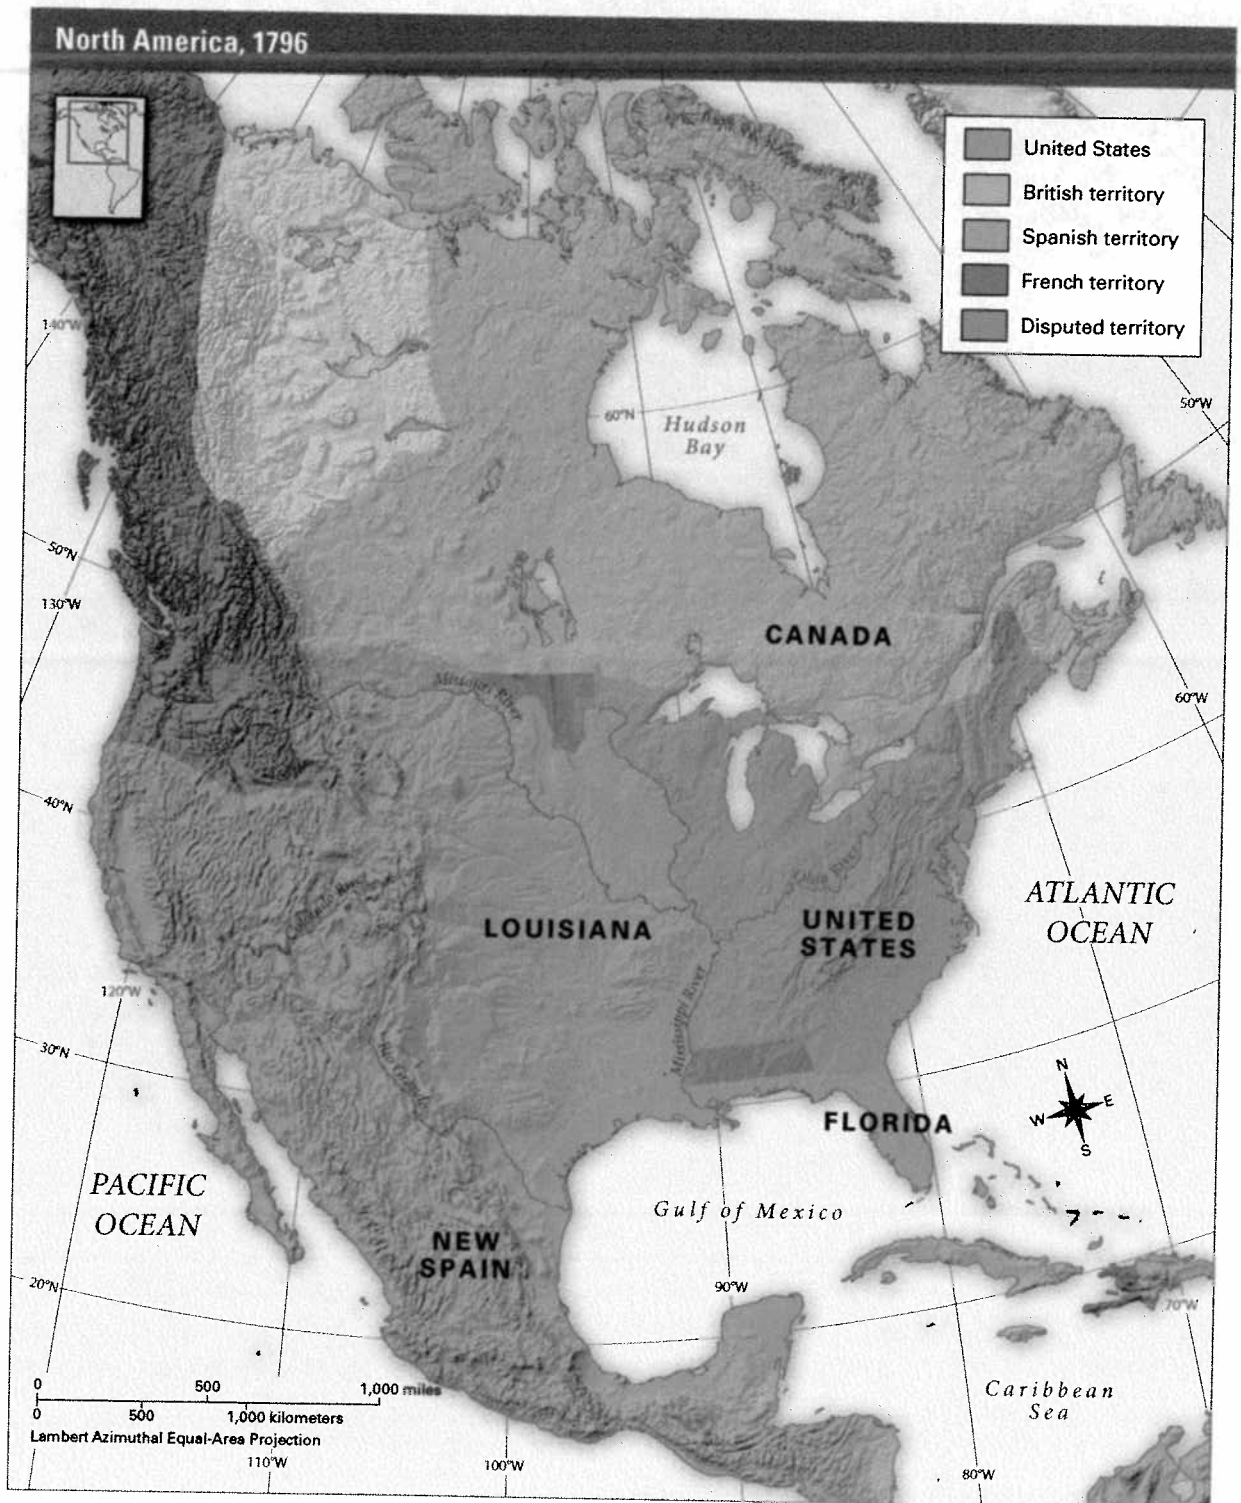 North America, 1796
United States
British territory
Spanish territory
French territory
Disputed territory
140°W
50°W
60°N
Hudson
Bay
50°N
130°W
CANADA
Missouri River
60°W
40°N
Ohio River
ATLANTIC
OCEAN
LOUISIANA
UNITED
STATES
Mississippi River
120°W
30°N
Rio Grande
N
W
E
S
FLORIDA
PACIFIC
OCEAN
Gulf of Mexico
NEW
SPAIN
20°N
90°W
70°W
0 500 1,000 miles
0 500 1,000 kilometers
Lambert Azimuthal Equal-Area Projection
Caribbean
Sea
110°W
100°W
80°W